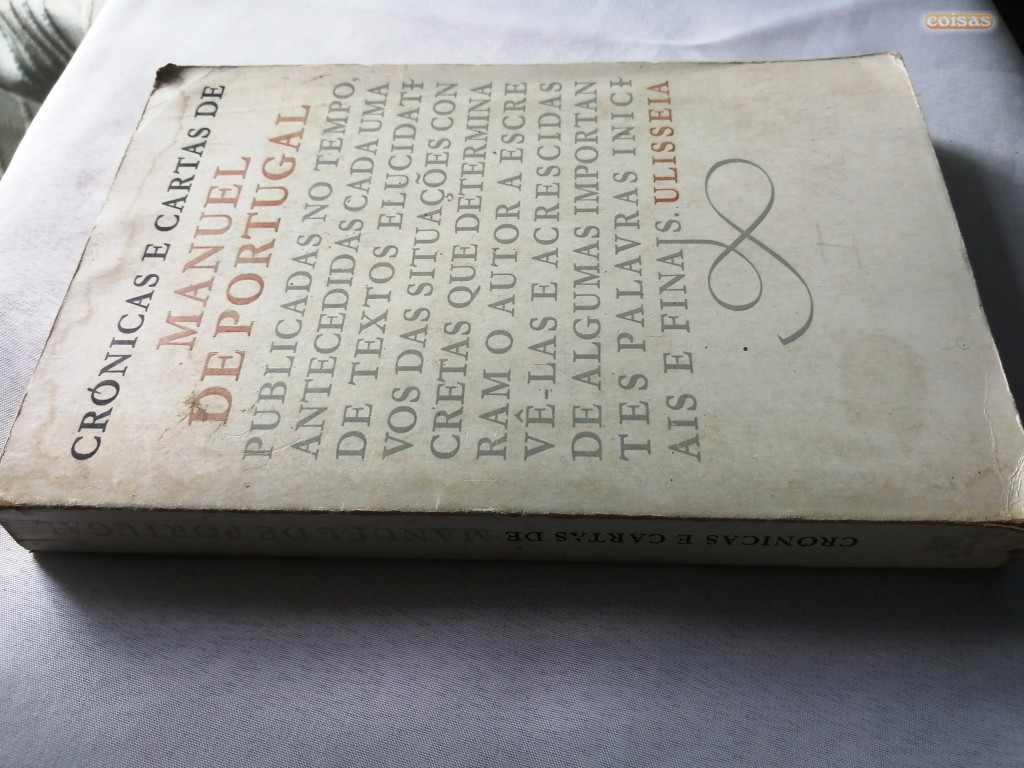 CRÓNICAS E CARTAS DE
MANUEL
DE PORTUGAL
PUBLICADAS NO TEMPO,
ANTECEDIDAS CADA UMA
DE TEXTOS ELUCIDATI-
VOS DAS SITUAÇÕES CON
CRETAS QUE DETERMINA
RAM O AUTOR A ESCRE
VÊ-LAS E ACRESCIDAS
DE ALGUMAS IMPORTAN
TES PALAVRAS INICI-
AIS E FINAIS. ULISSEIA
CRÓNICAS E CARTAS DE MANUEL DE PORTUGAL
coisas